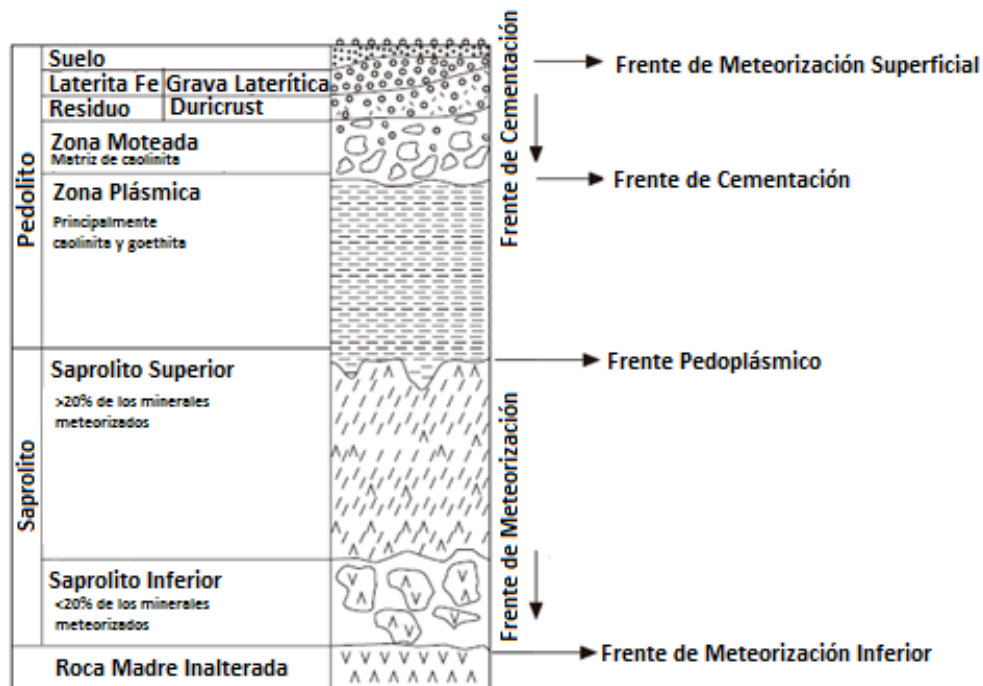 Pedolito
Suelo
Laterita Fe
Grava Laterítica
Residuo
Duricrust
Zona Moteada
Matriz de caolinita
Zona Plásmica
Principalmente
caolinita y goethita
Saprolito
Saprolito Superior
>20% de los minerales
meteorizados
Saprolito Inferior
<20% de los minerales
meteorizados
Roca Madre Inalterada
Frente de Cementación
Frente de Meteorización
Frente de Meteorización Superficial
Frente de Cementación
Frente Pedoplásmico
Frente de Meteorización Inferior